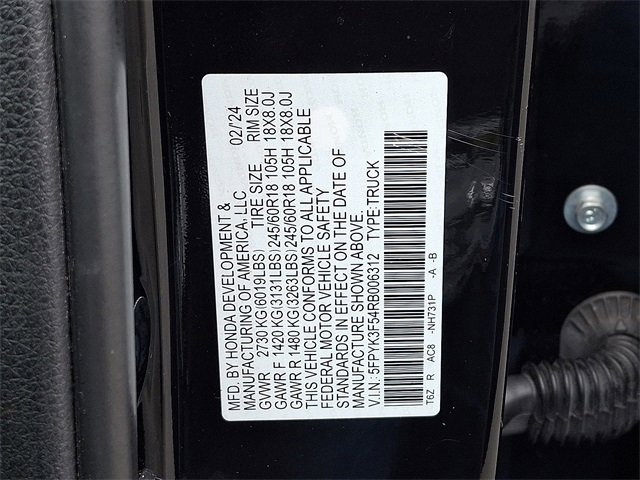 MFD. BY HONDA DEVELOPMENT &
MANUFACTURING OF AMERICA, LLC 02/'24
GVWR 2730 KG(6019LBS) TIRE SIZE RIM SIZE
GAWR F 1420 KG(3131LBS)245/60R18 105H 18X8.0J
GAWR R 1480 KG(3263LBS)245/60R18 105H 18X8.0J
THIS VEHICLE CONFORMS TO ALL APPLICABLE
FEDERAL MOTOR VEHICLE SAFETY
STANDARDS IN EFFECT ON THE DATE OF
MANUFACTURE SHOWN ABOVE.
V.I.N.: 5FPYK3F54RB006312 TYPE:TRUCK
T6Z R AC8 -NH731P -A -B